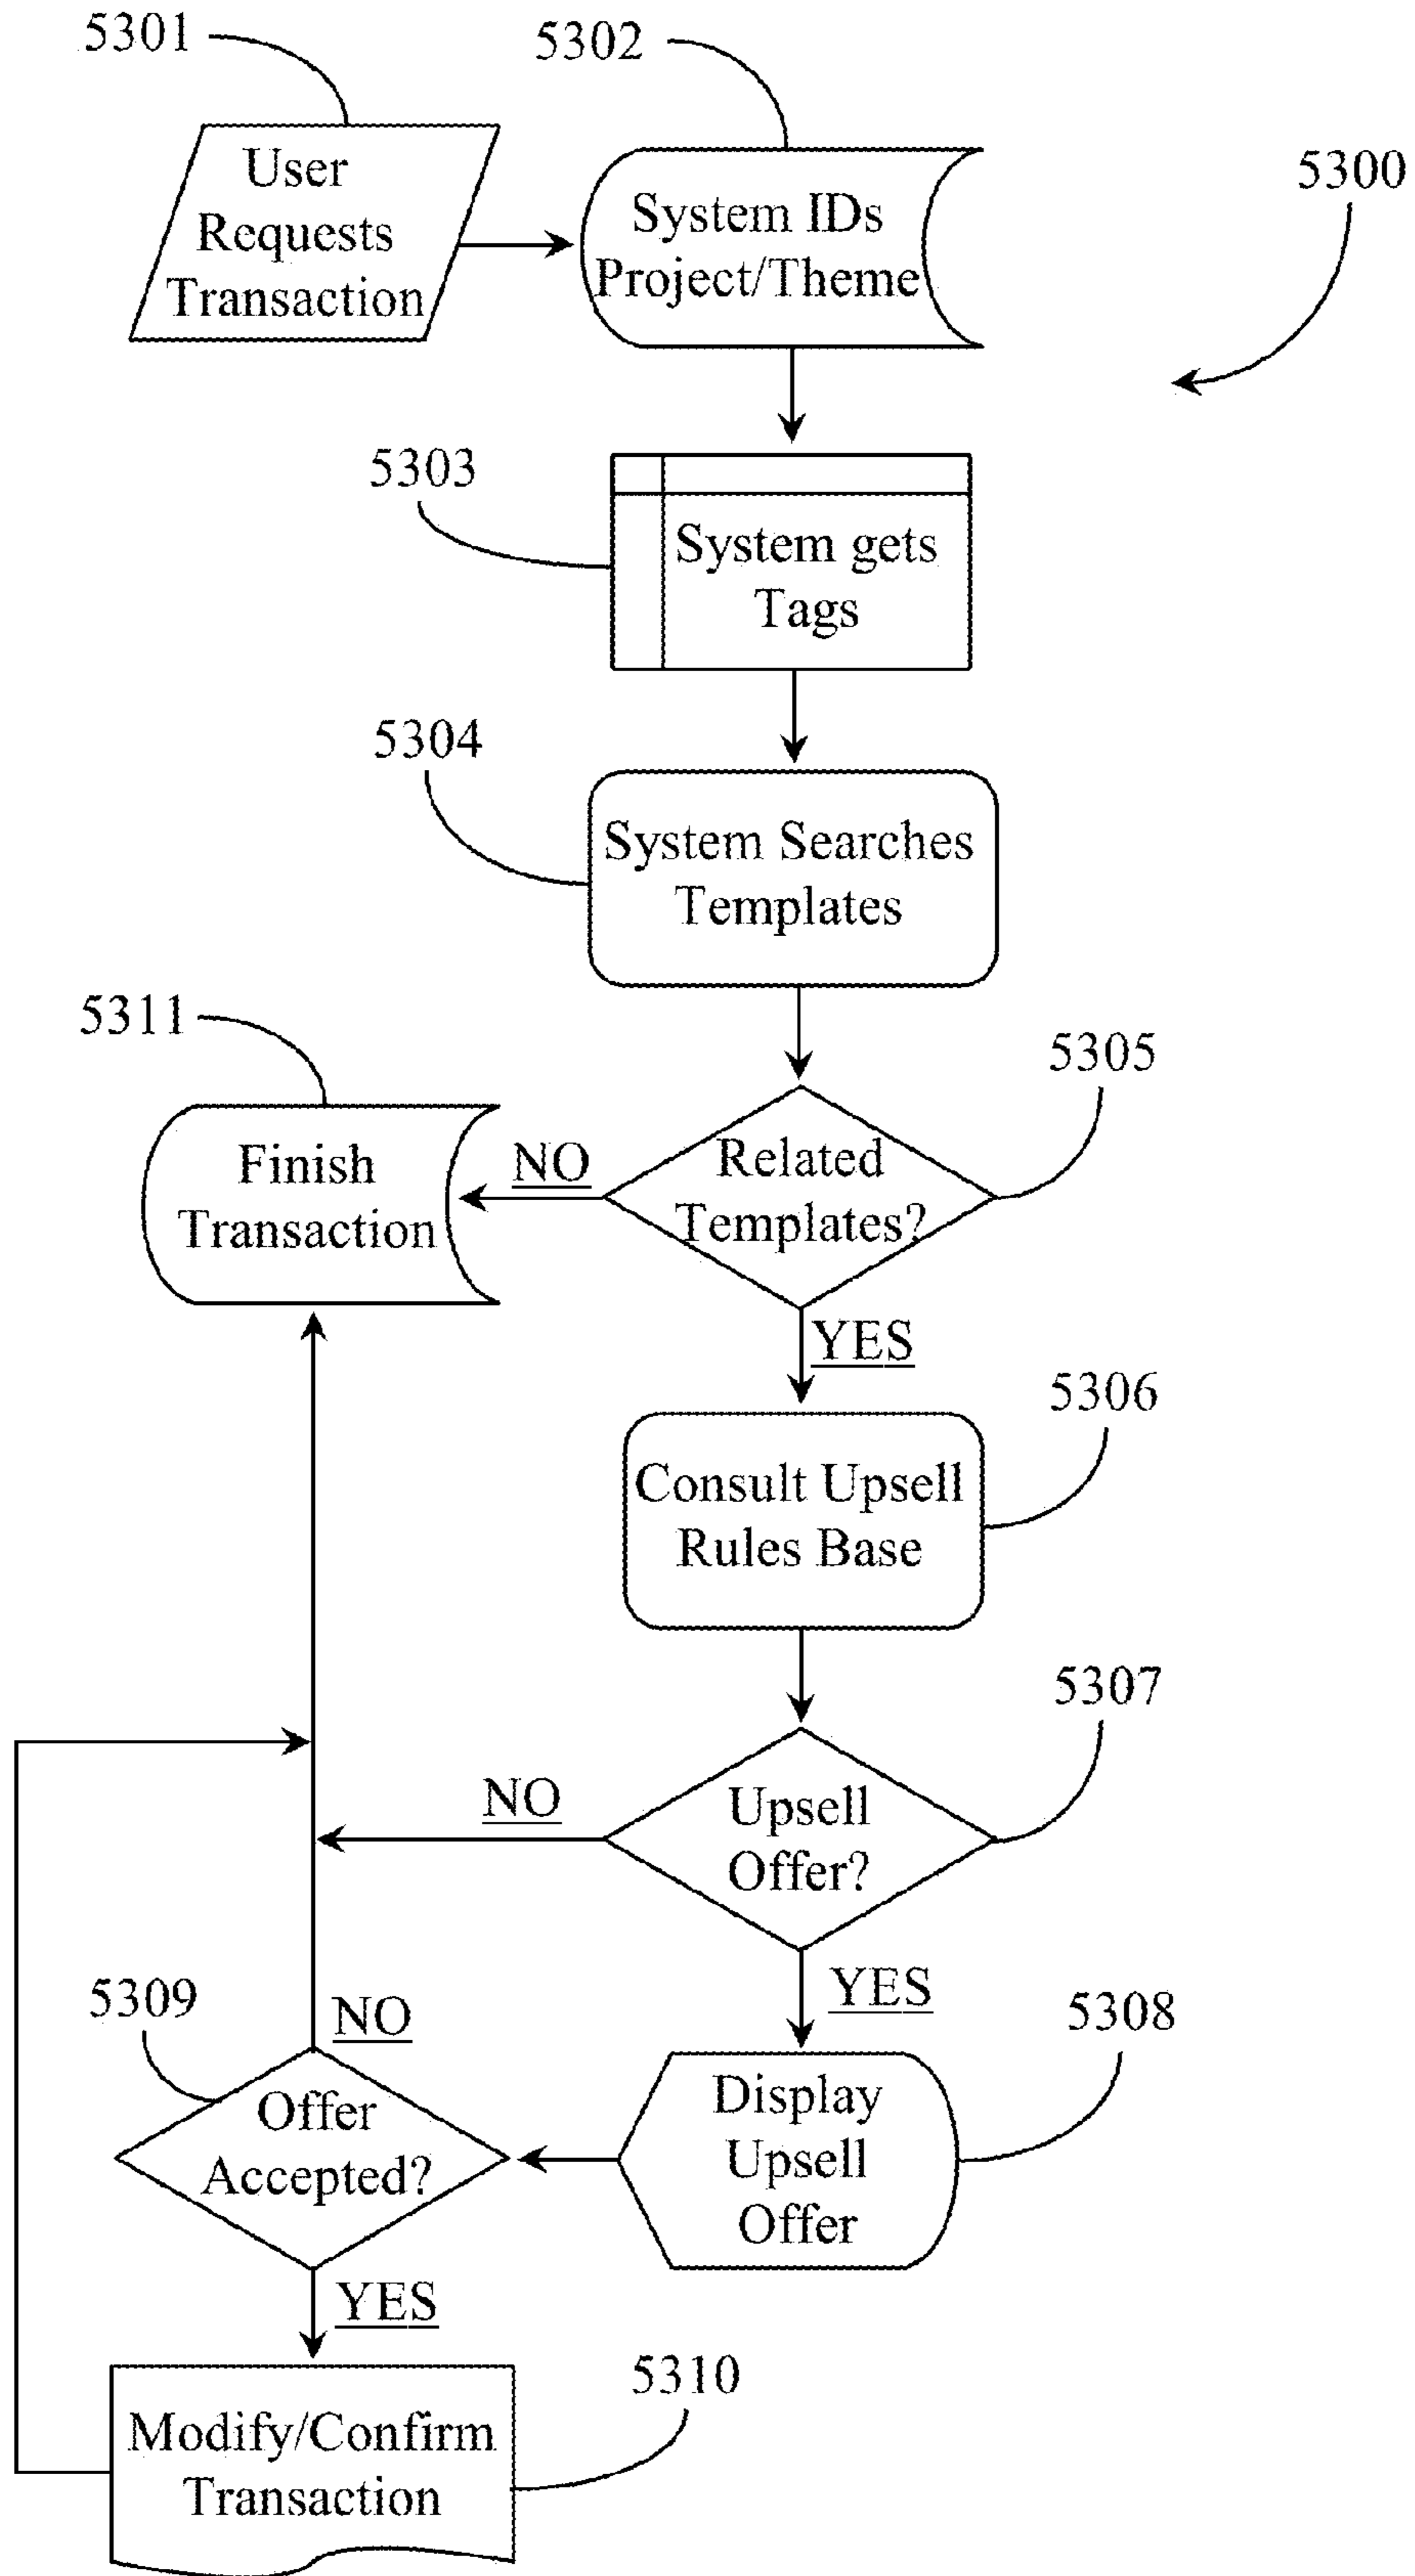 5301
5302
5300
User
Requests
Transaction
System IDs
Project/Theme
5303
System gets
Tags
5304
System Searches
Templates
5311
5305
Finish
Transaction
NO
Related
Templates?
YES
5306
Consult Upsell
Rules Base
5307
NO
Upsell
Offer?
YES
5309
NO
5308
Offer
Accepted?
Display
Upsell
Offer
YES
5310
Modify/Confirm
Transaction